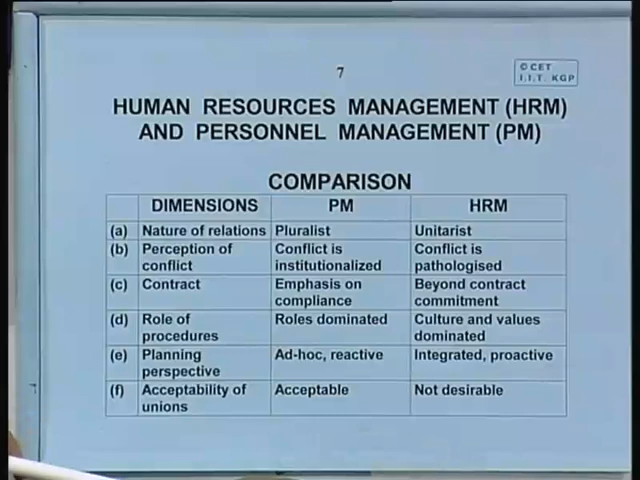 7
© CET
I.I.T. KGP
HUMAN RESOURCES MANAGEMENT (HRM)
AND PERSONNEL MANAGEMENT (PM)
COMPARISON
DIMENSIONS PM HRM
(a) Nature of relations Pluralist Unitarist
(b) Perception of conflict Conflict is institutionalized Conflict is pathologised
(c) Contract Emphasis on compliance Beyond contract commitment
(d) Role of procedures Roles dominated Culture and values dominated
(e) Planning perspective Ad-hoc, reactive Integrated, proactive
(f) Acceptability of unions Acceptable Not desirable